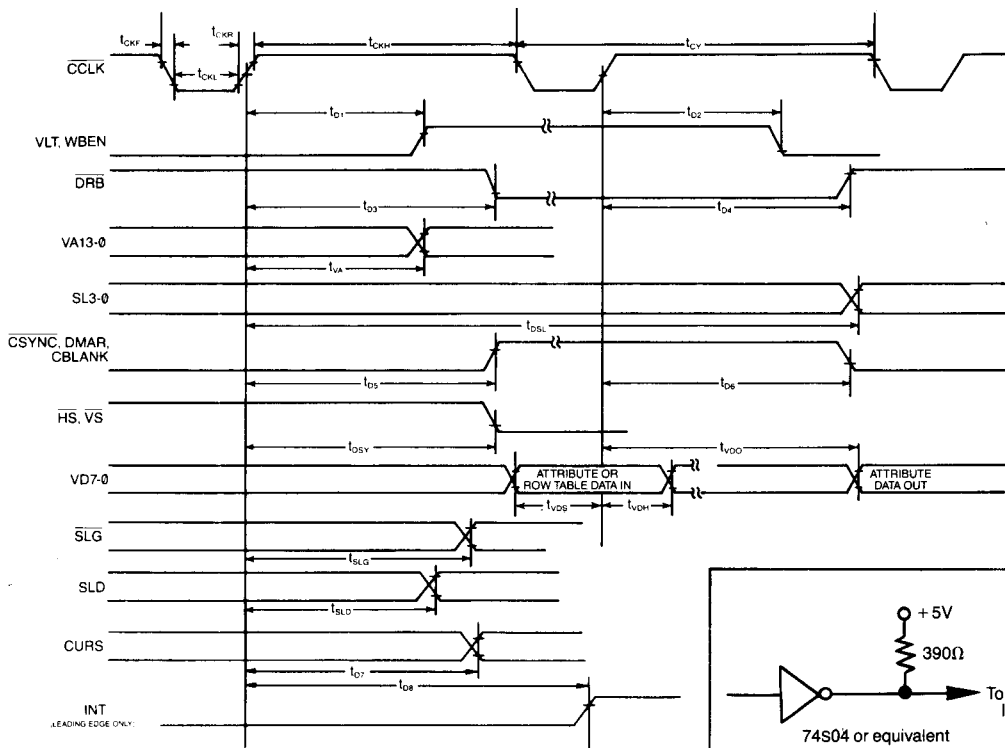 tCKF tCKR tCKH tCY
CCLK tCKL
tD1 tD2
VLT, WBEN
DRB
tD3 tD4
VA13-0
tVA
SL3-0
tDSL
CSYNC, DMAR,
CBLANK
tD5 tD6
HS, VS
tDSY tVDO
VD7-0 ATTRIBUTE OR
ROW TABLE DATA IN
ATTRIBUTE
DATA OUT
tVDS tVDH
SLG
tSLG
SLD
tSLD
CURS
tD7
tD8
INT
(LEADING EDGE ONLY)
+5V
390Ω
To
74S04 or equivalent